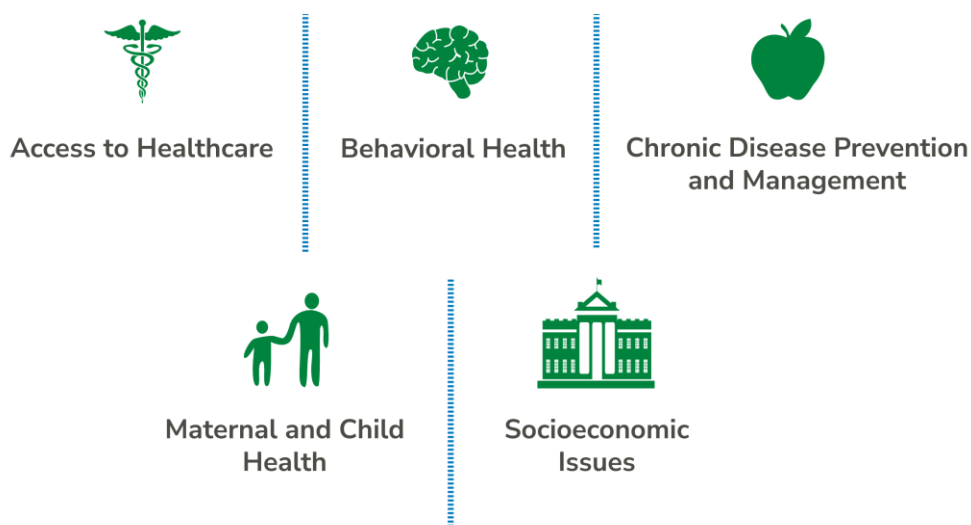 Access to Healthcare
Behavioral Health
Chronic Disease Prevention
and Management
Maternal and Child
Health
Socioeconomic
Issues